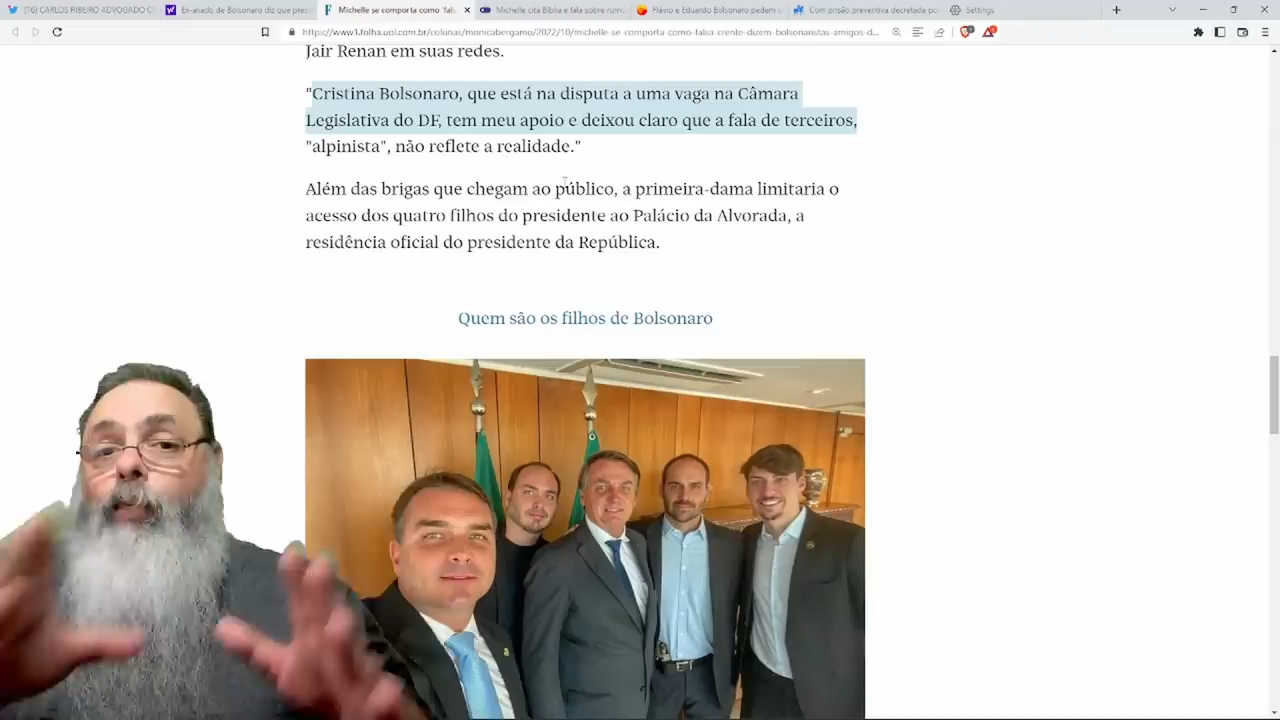 (16) CARLOS RIBEIRO ADVOGADO CR
Ex-aliado de Bolsonaro diz que pres
Michelle se comporta como 'fals
Michelle cita Bíblia e fala sobre rumo
Flávio e Eduardo Bolsonaro pedem
Com prisão preventiva decretada po
Settings
https://www1.folha.uol.com.br/colunas/monicabergamo/2022/10/michelle-se-comporta-como-falsa-crente-dizem-bolsonaristas-amigos-d...
Jair Renan em suas redes.
"Cristina Bolsonaro, que está na disputa a uma vaga na Câmara
Legislativa do DF, tem meu apoio e deixou claro que a fala de terceiros,
"alpinista", não reflete a realidade."
Além das brigas que chegam ao público, a primeira-dama limitaria o
acesso dos quatro filhos do presidente ao Palácio da Alvorada, a
residência oficial do presidente da República.
Quem são os filhos de Bolsonaro